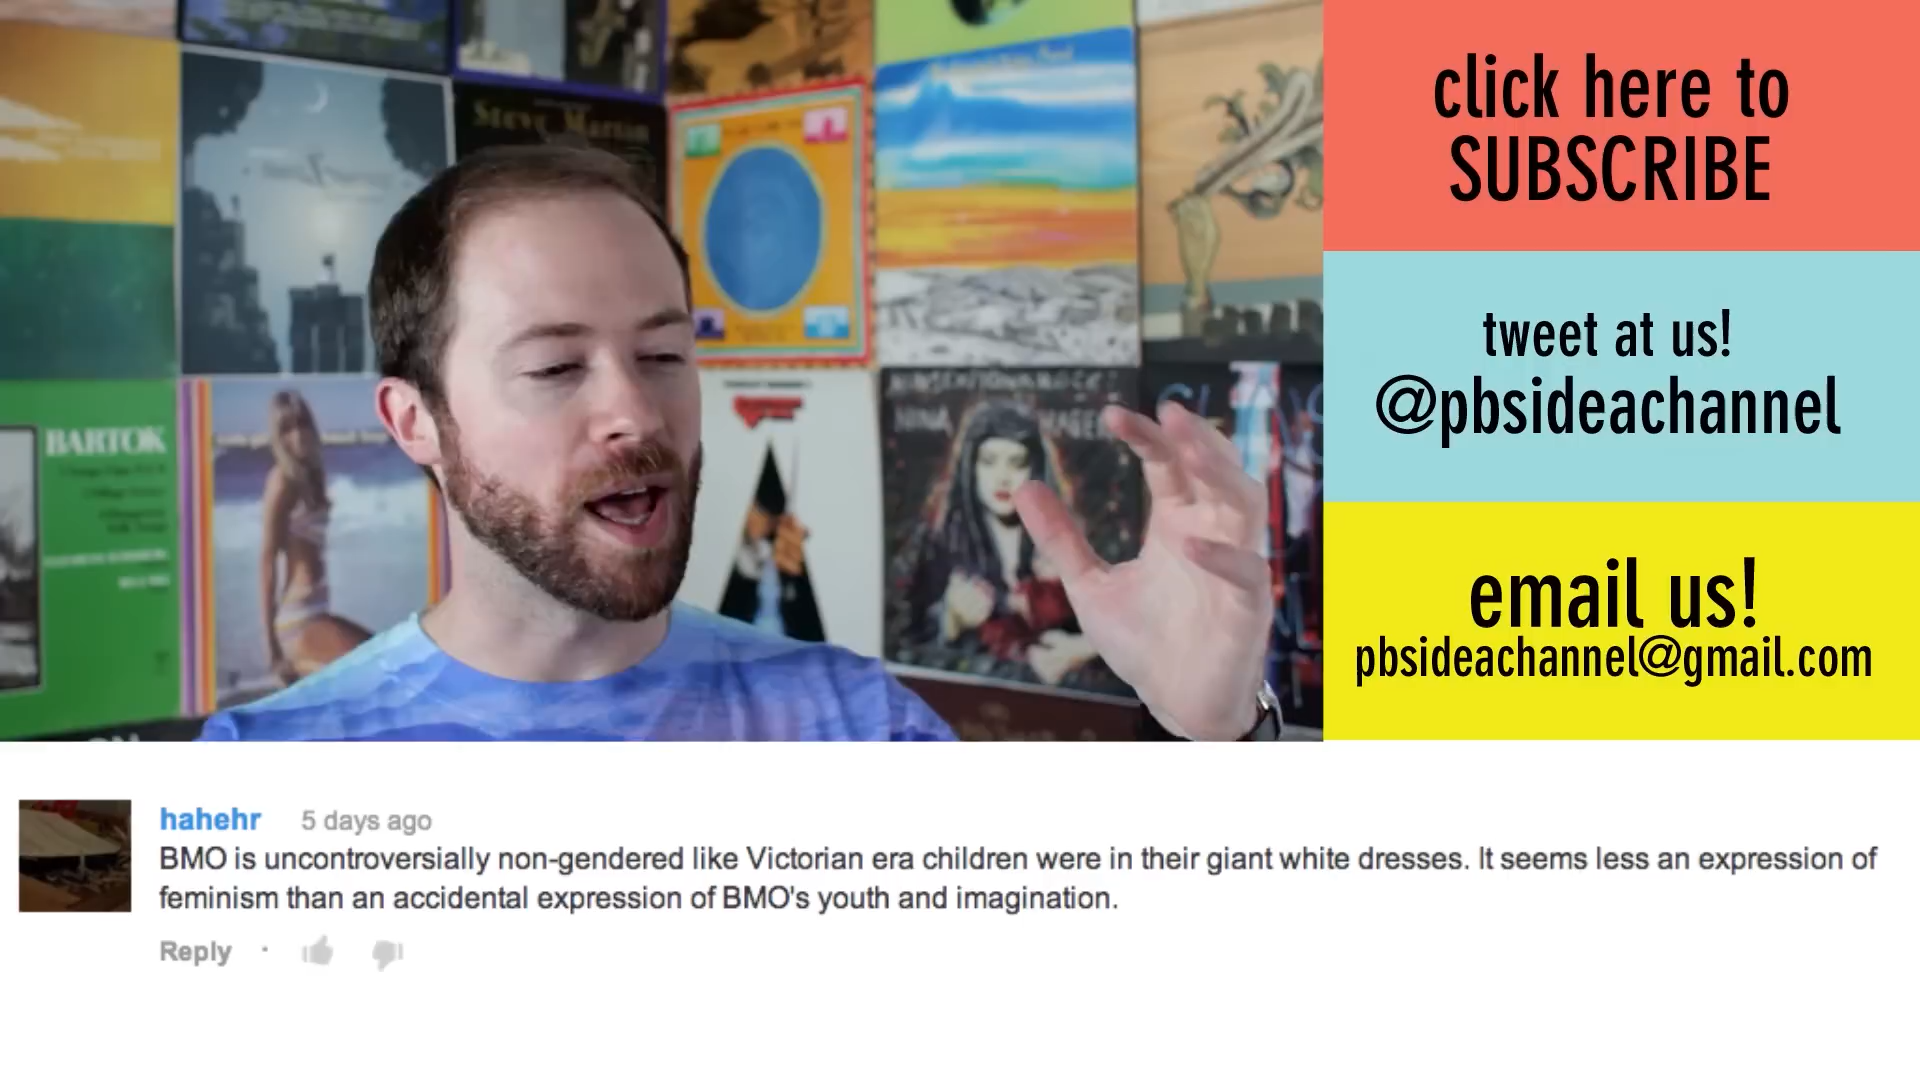 Steve Martin
BARTOK
NINA HAGEN
click here to
SUBSCRIBE
tweet at us!
@pbsideachannel
email us!
pbsideachannel@gmail.com
hahehr 5 days ago
BMO is uncontroversially non-gendered like Victorian era children were in their giant white dresses. It seems less an expression of
feminism than an accidental expression of BMO's youth and imagination.
Reply ·